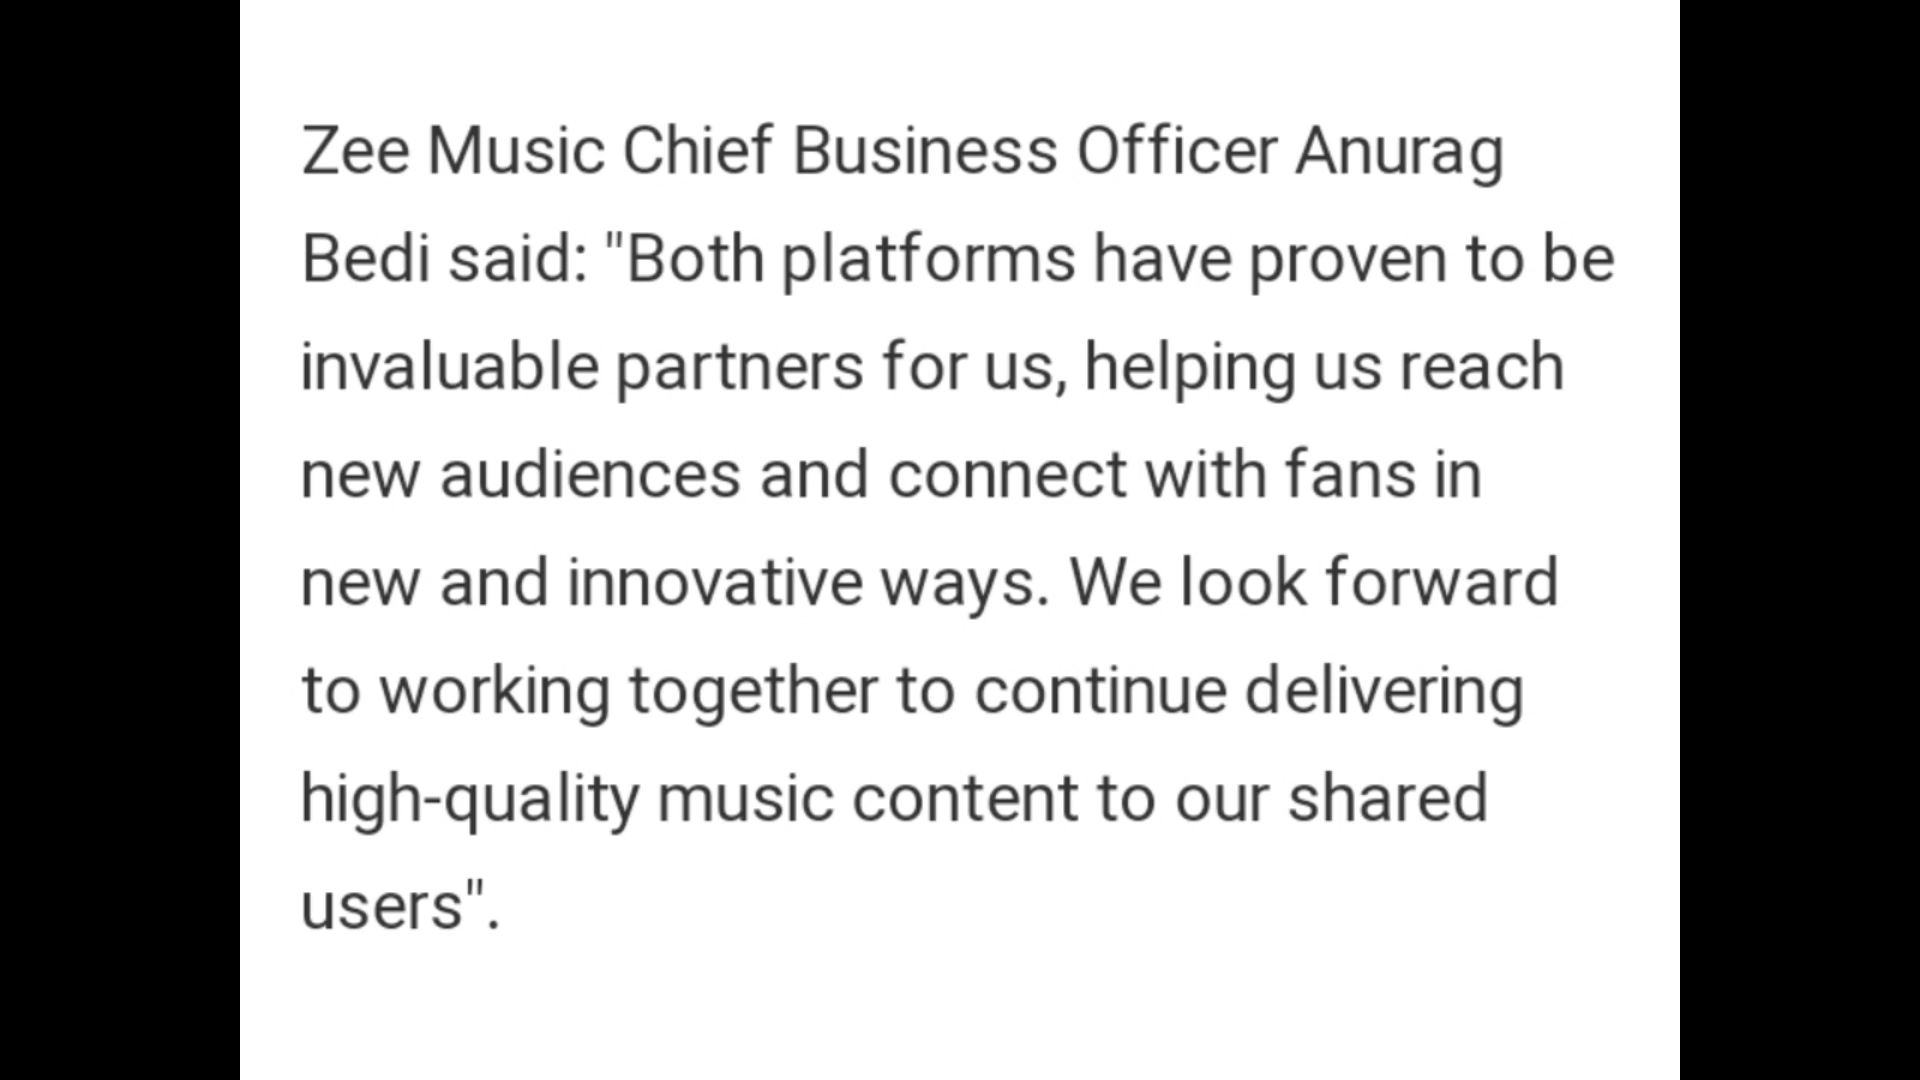 Zee Music Chief Business Officer Anurag
Bedi said: "Both platforms have proven to be
invaluable partners for us, helping us reach
new audiences and connect with fans in
new and innovative ways. We look forward
to working together to continue delivering
high-quality music content to our shared
users".